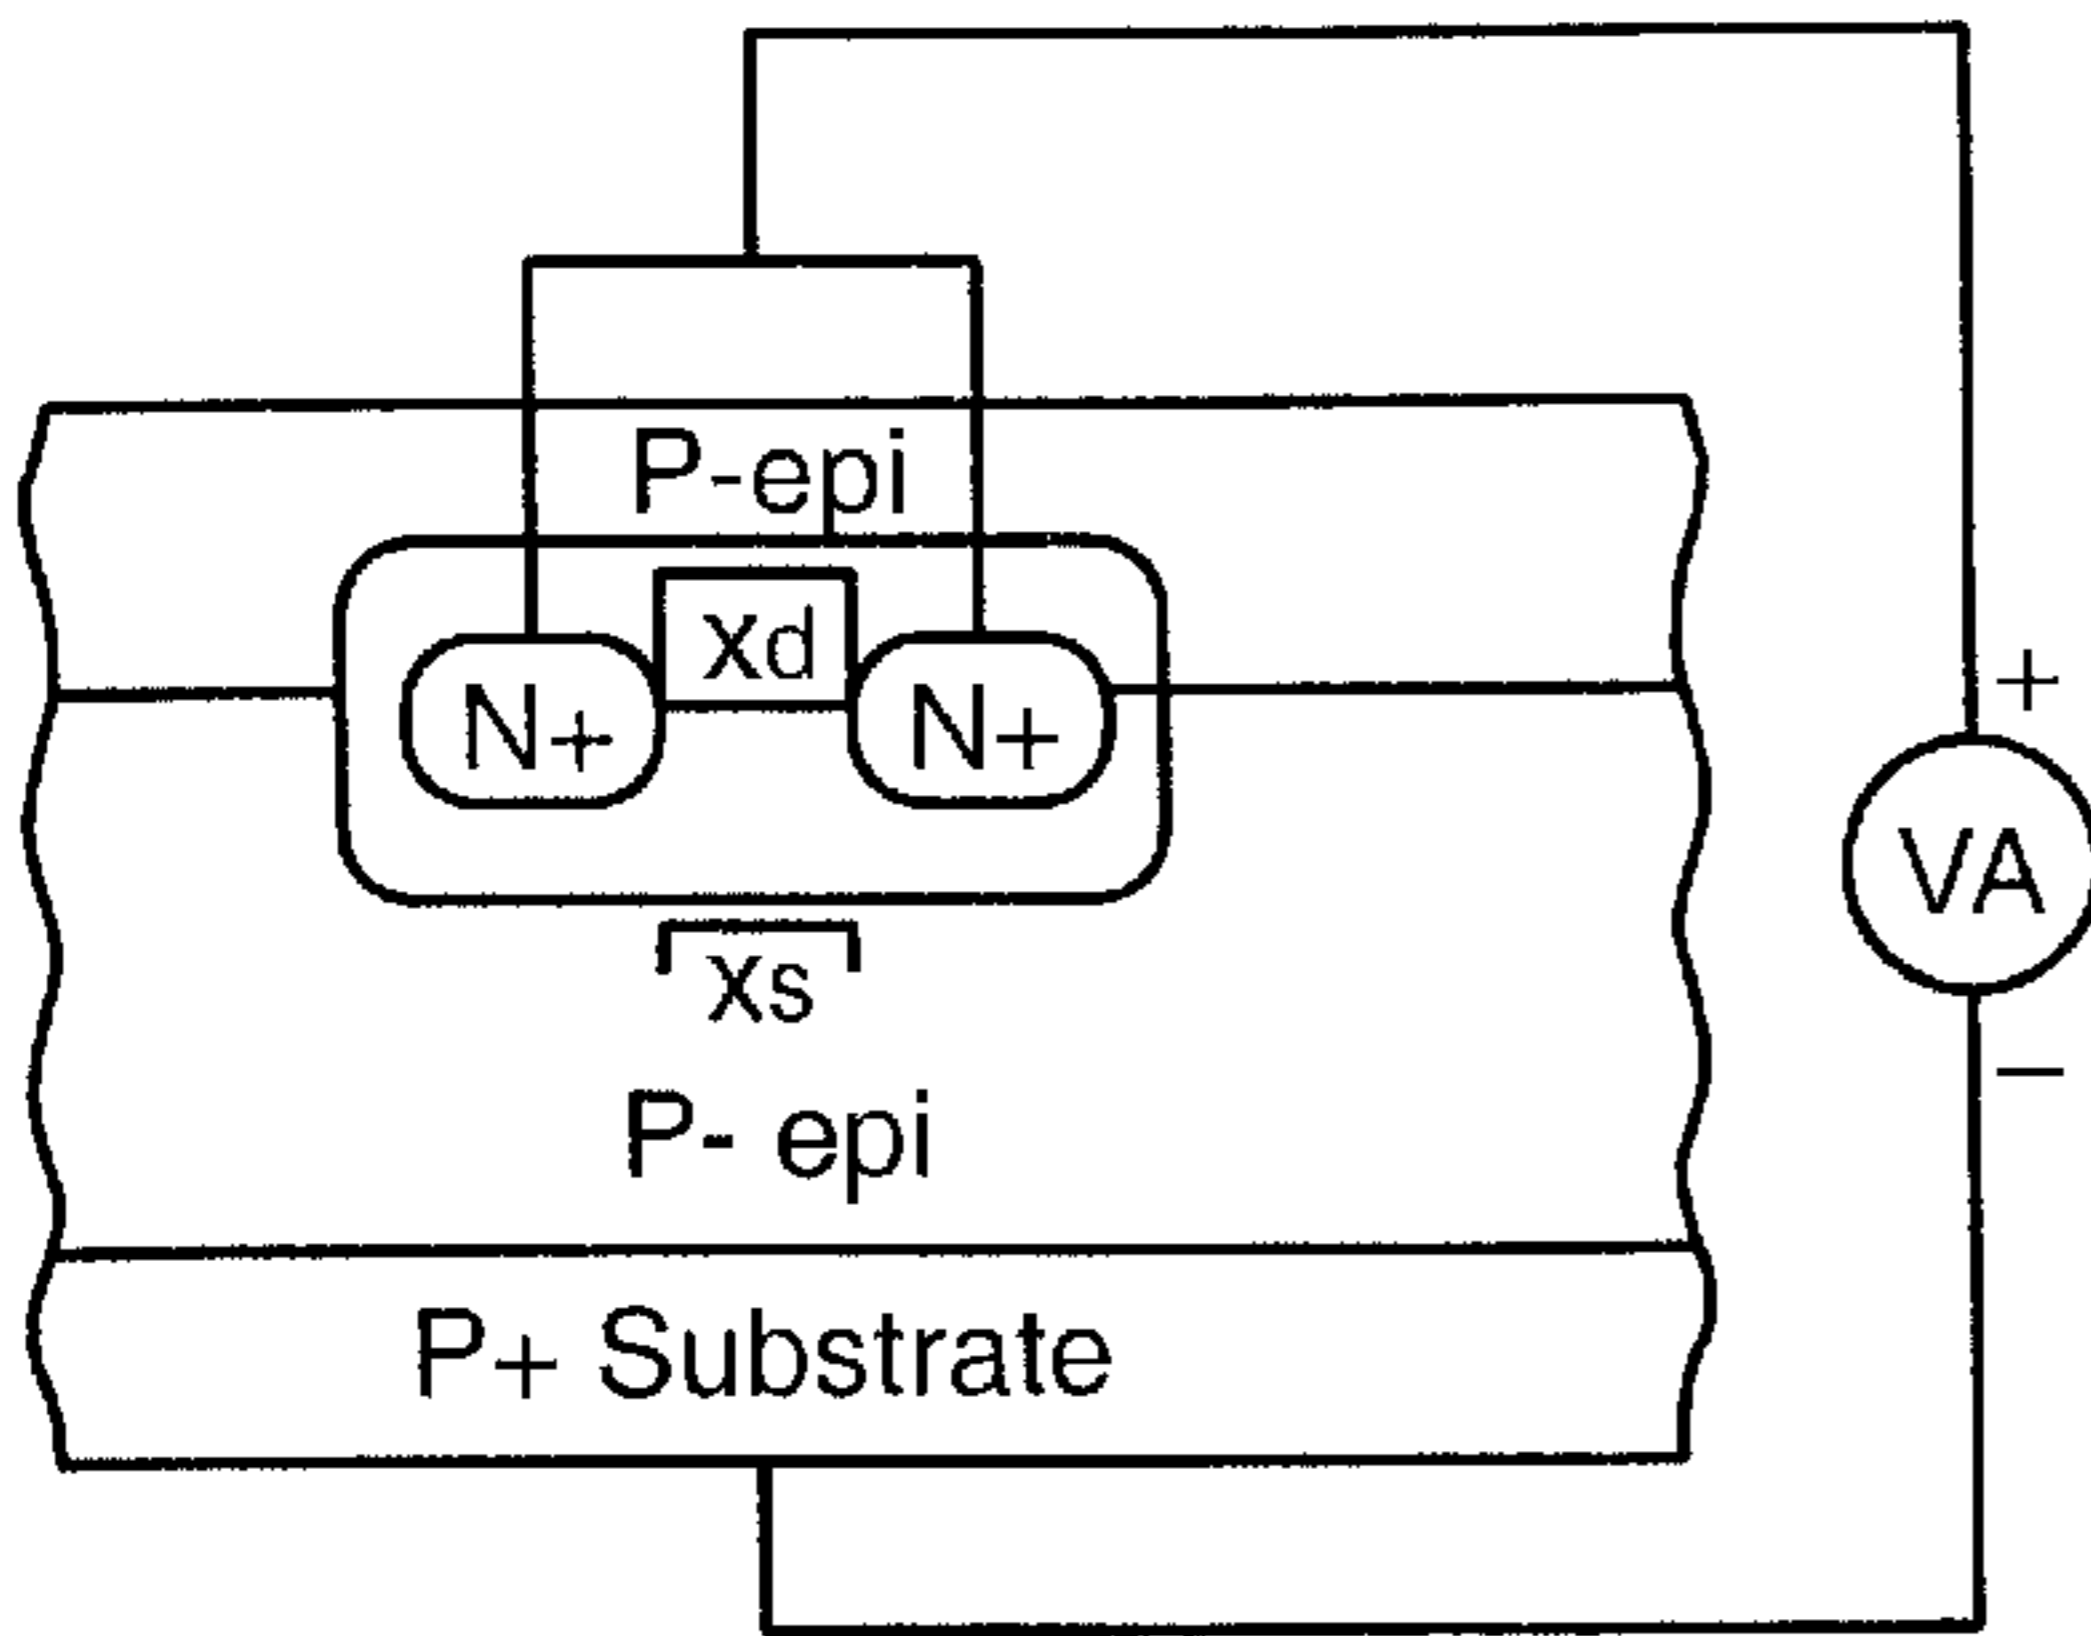 P-epi
xd
N+ N+
+
VA
xs
−
P- epi
P+ Substrate